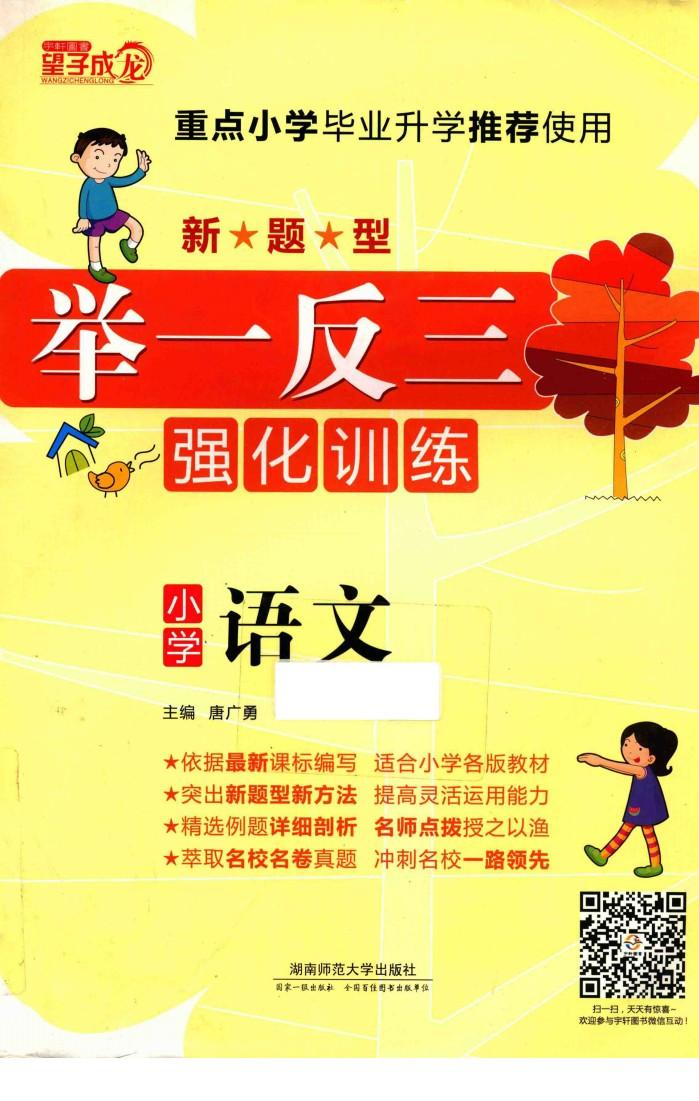 宇軒圖書
望子成龙
WANGZICHENGLONG
重点小学毕业升学推荐使用
新★题★型
举一反三
强化训练
小学
语文
主编 唐广勇
★依据最新课标编写 适合小学各版教材
★突出新题型新方法 提高灵活运用能力
★精选例题详细剖析 名师点拨授之以渔
★萃取名校名卷真题 冲刺名校一路领先
湖南师范大学出版社
国家一级出版社 全国百佳图书出版单位
扫一扫，天天有惊喜~
欢迎参与宇轩图书微信互动！